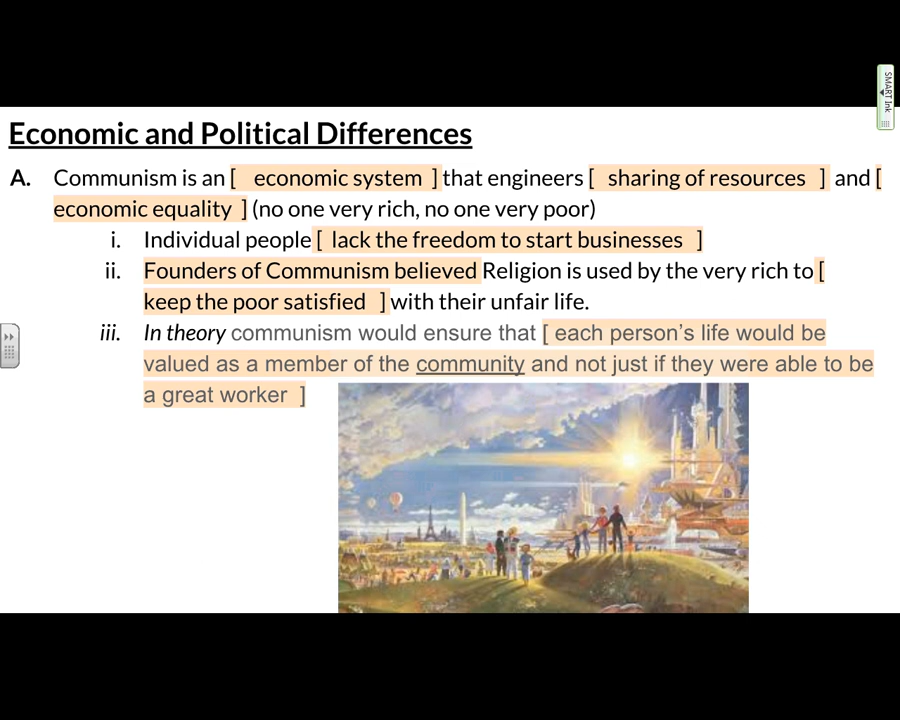 SMART Ink
Economic and Political Differences
A. Communism is an [ economic system ] that engineers [ sharing of resources ] and [
economic equality ] (no one very rich, no one very poor)
i. Individual people [ lack the freedom to start businesses ]
ii. Founders of Communism believed Religion is used by the very rich to [
keep the poor satisfied ] with their unfair life.
iii. In theory communism would ensure that [ each person's life would be
valued as a member of the community and not just if they were able to be
a great worker ]